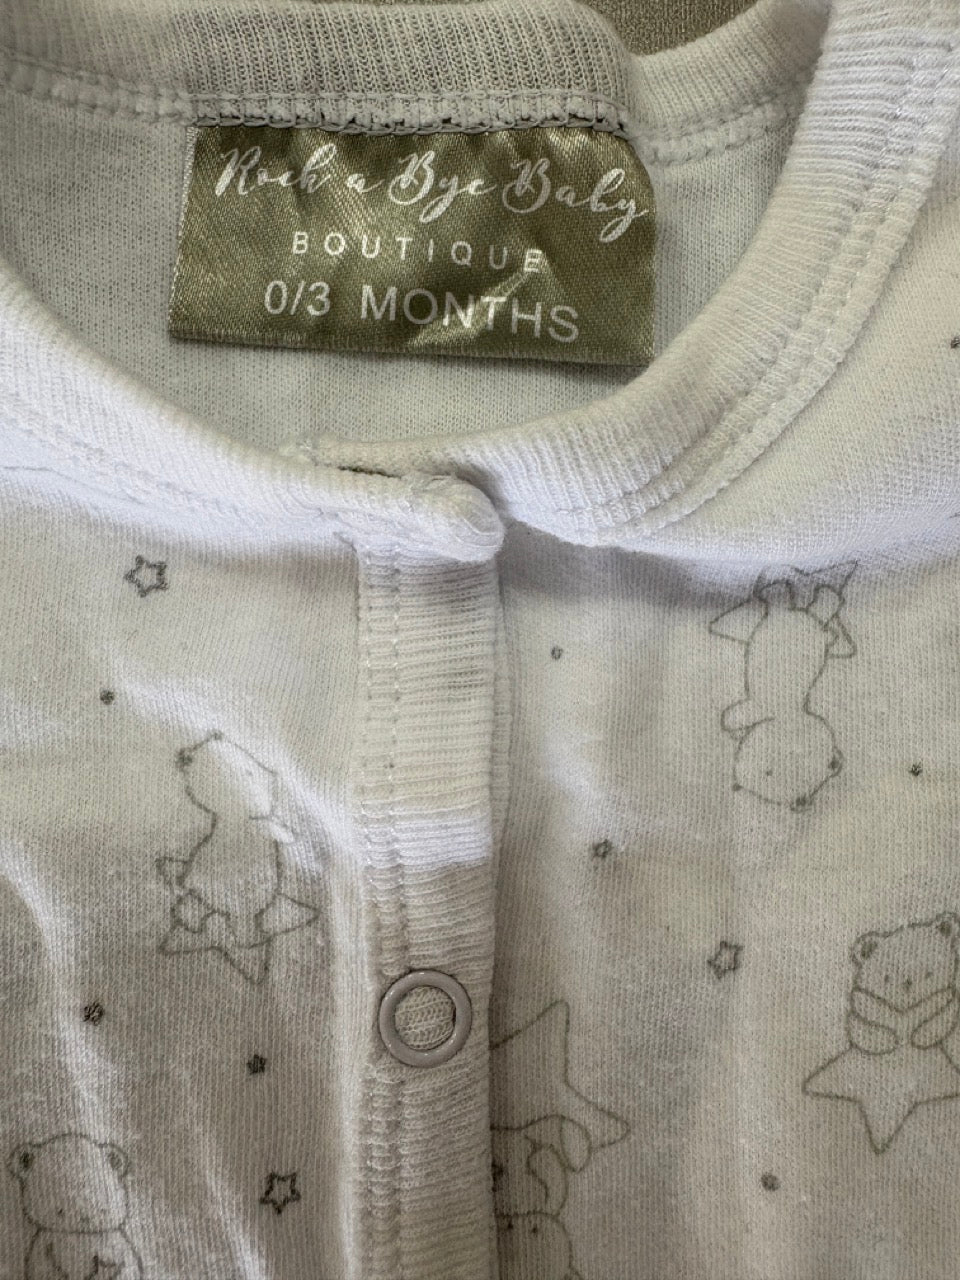 Rock a Bye Baby
BOUTIQUE
0/3 MONTHS